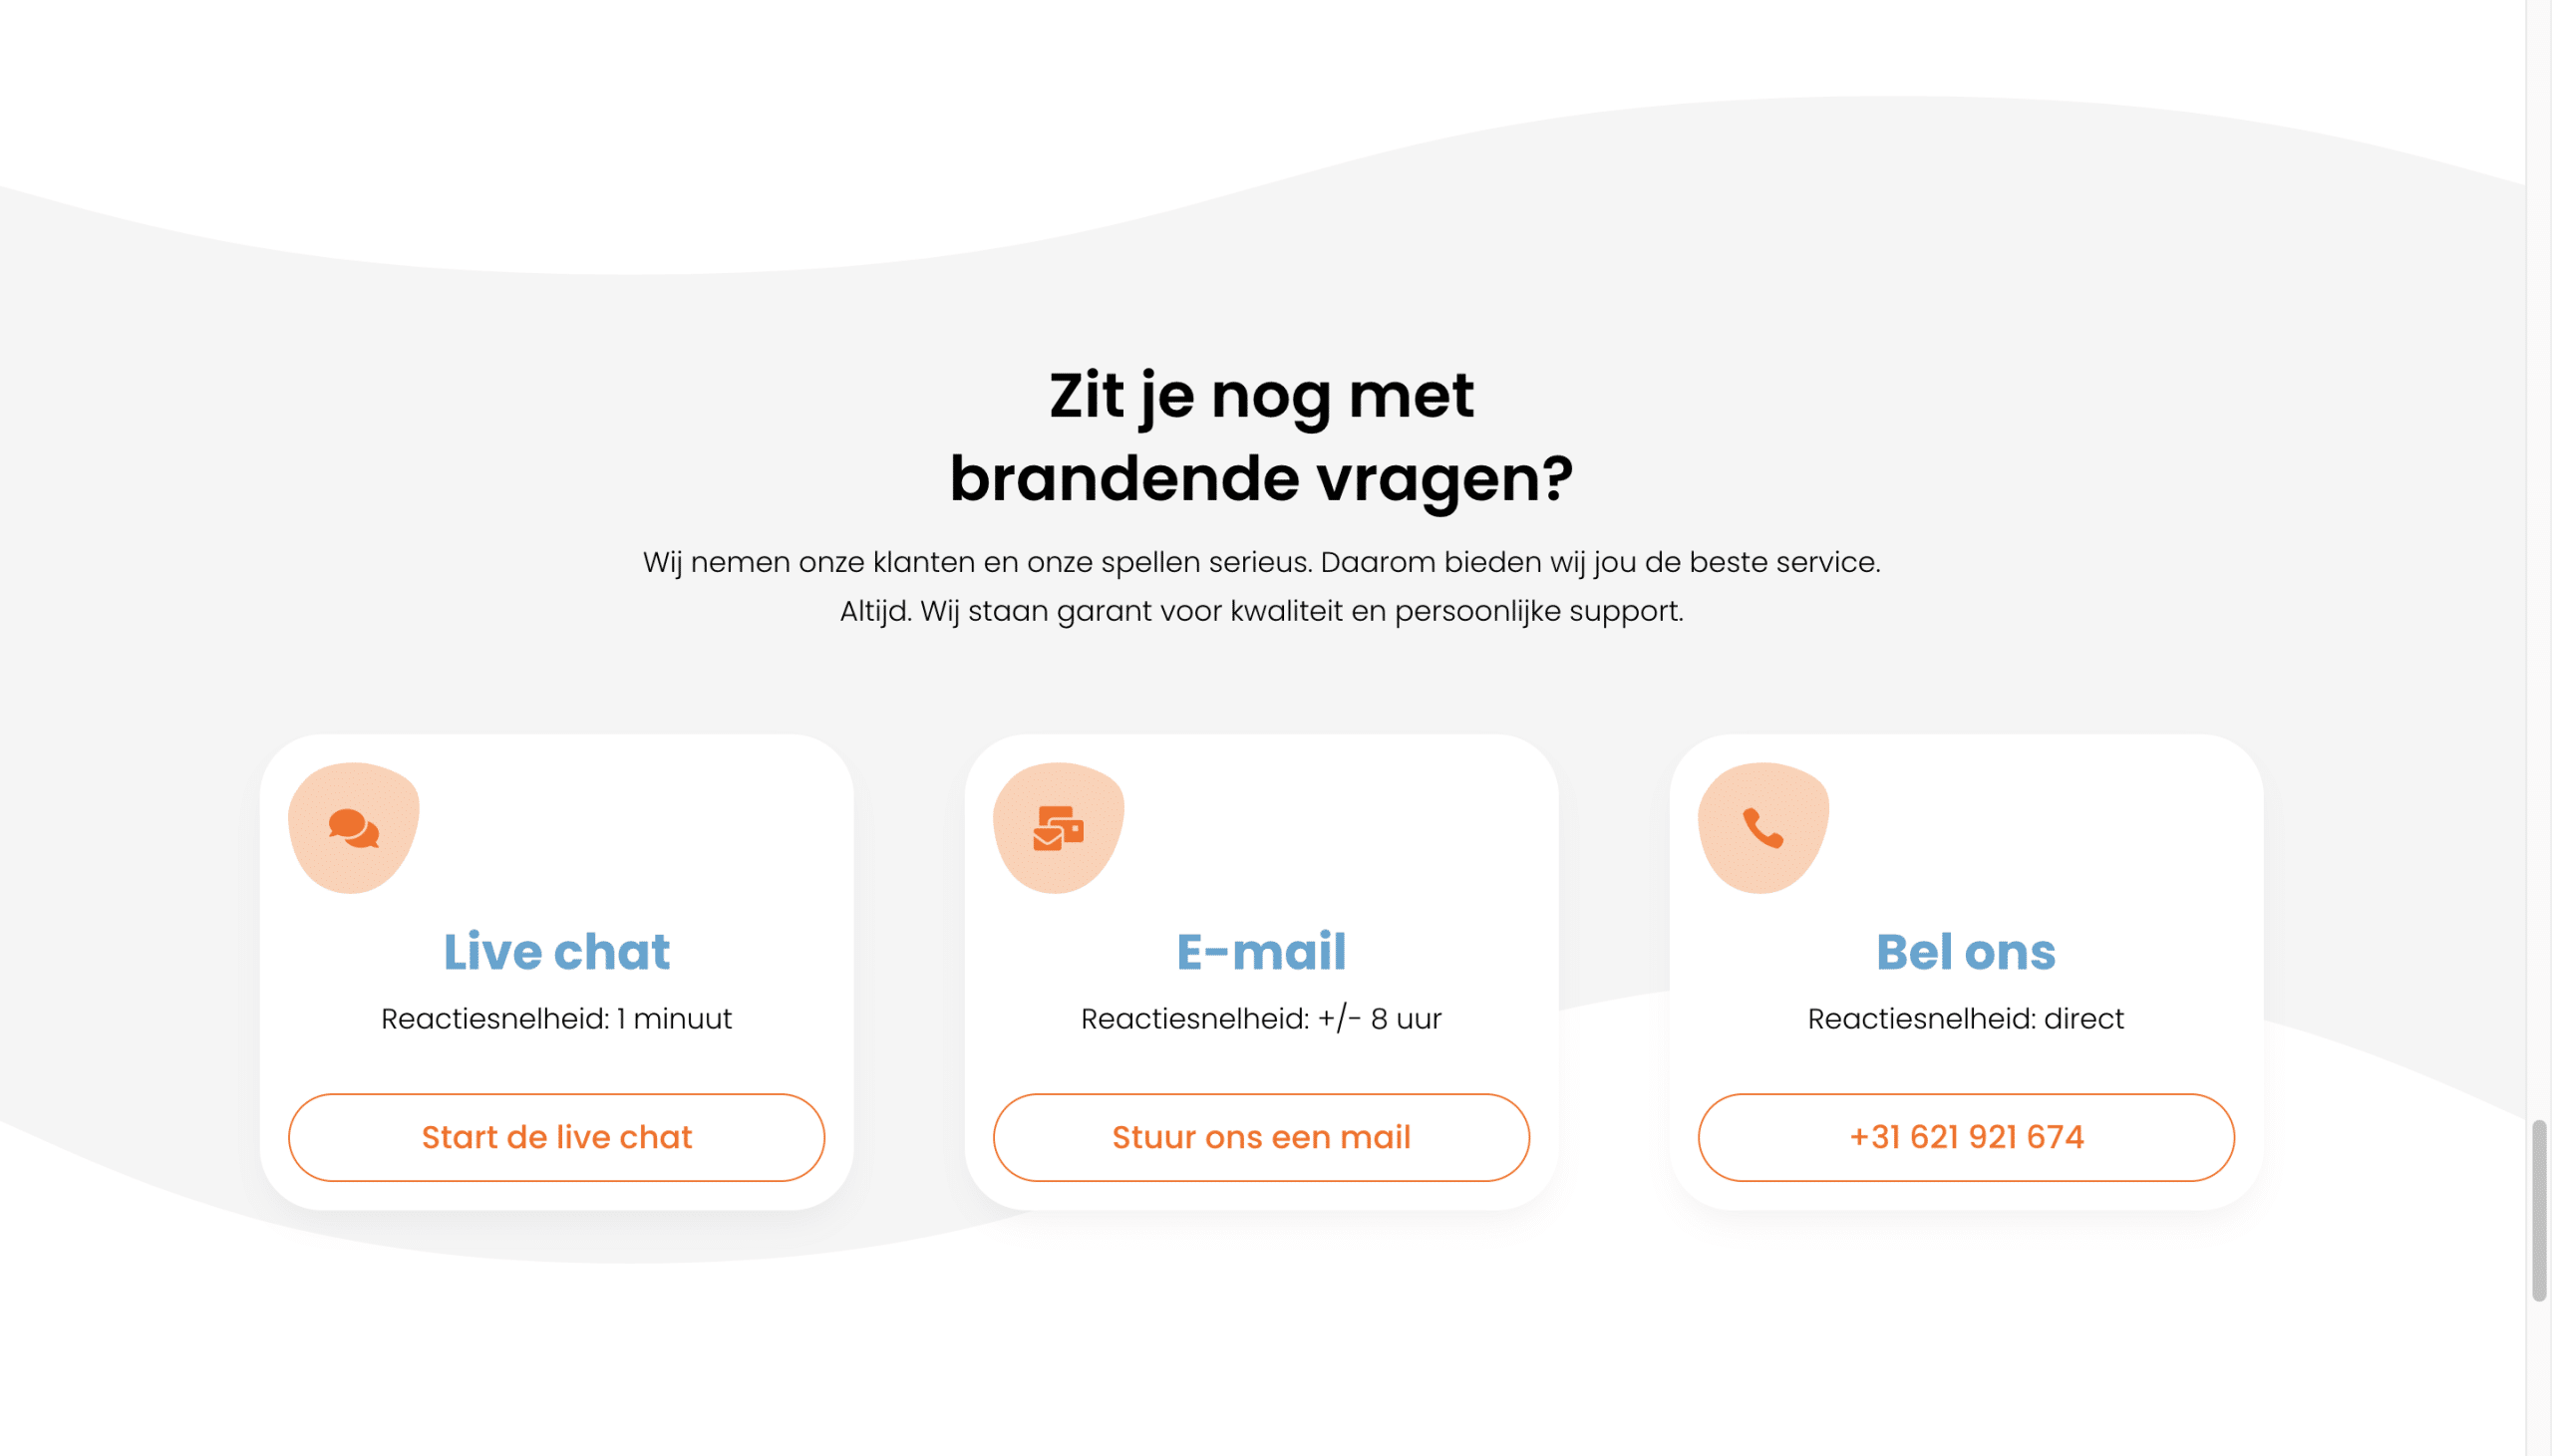 Zit je nog met
brandende vragen?
Wij nemen onze klanten en onze spellen serieus. Daarom bieden wij jou de beste service.
Altijd. Wij staan garant voor kwaliteit en persoonlijke support.
Live chat
Reactiesnelheid: 1 minuut
Start de live chat
E-mail
Reactiesnelheid: +/- 8 uur
Stuur ons een mail
Bel ons
Reactiesnelheid: direct
+31 621 921 674